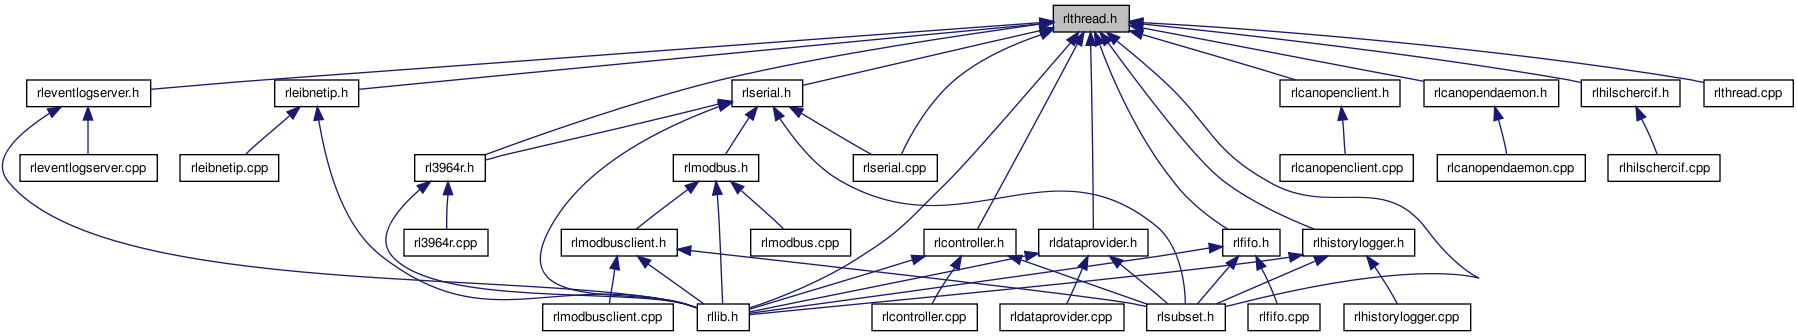 rlthread.h
rleventlogserver.h
rleibnetip.h
rlserial.h
rlcanopenclient.h
rlcanopendaemon.h
rlhilschercif.h
rlthread.cpp
rleventlogserver.cpp
rleibnetip.cpp
rl3964r.h
rlmodbus.h
rlserial.cpp
rlcanopenclient.cpp
rlcanopendaemon.cpp
rlhilschercif.cpp
rl3964r.cpp
rlmodbusclient.h
rlmodbus.cpp
rlcontroller.h
rldataprovider.h
rlfifo.h
rlhistorylogger.h
rlmodbusclient.cpp
rllib.h
rlcontroller.cpp
rldataprovider.cpp
rlsubset.h
rlfifo.cpp
rlhistorylogger.cpp